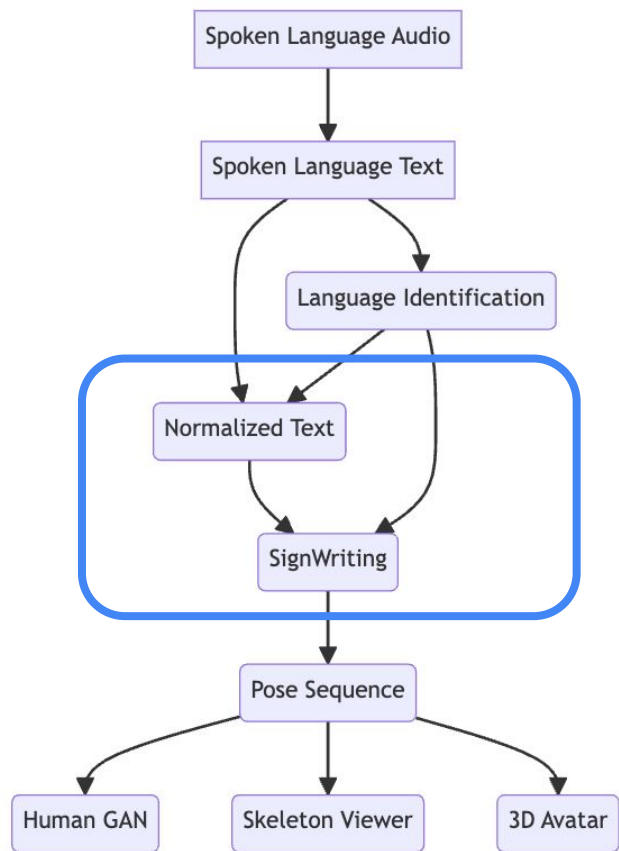 Spoken Language Audio
Spoken Language Text
Language Identification
Normalized Text
SignWriting
Pose Sequence
Human GAN
Skeleton Viewer
3D Avatar